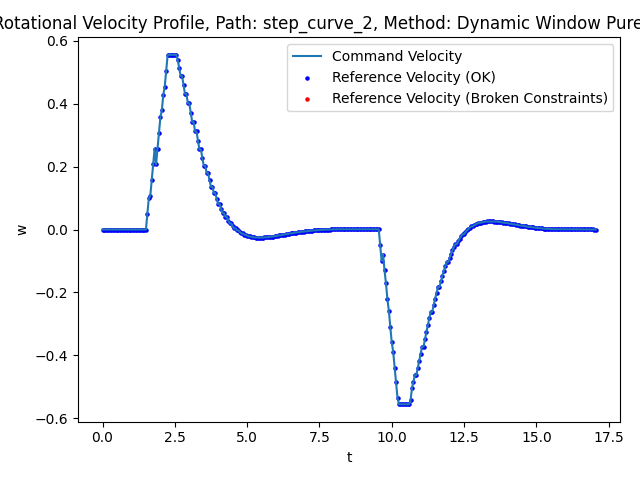 Rotational Velocity Profile, Path: step_curve_2, Method: Dynamic Window Pure
Command Velocity
Reference Velocity (OK)
Reference Velocity (Broken Constraints)
0.6
0.4
0.2
0.0
−0.2
−0.4
−0.6
w
0.0 2.5 5.0 7.5 10.0 12.5 15.0 17.5
t